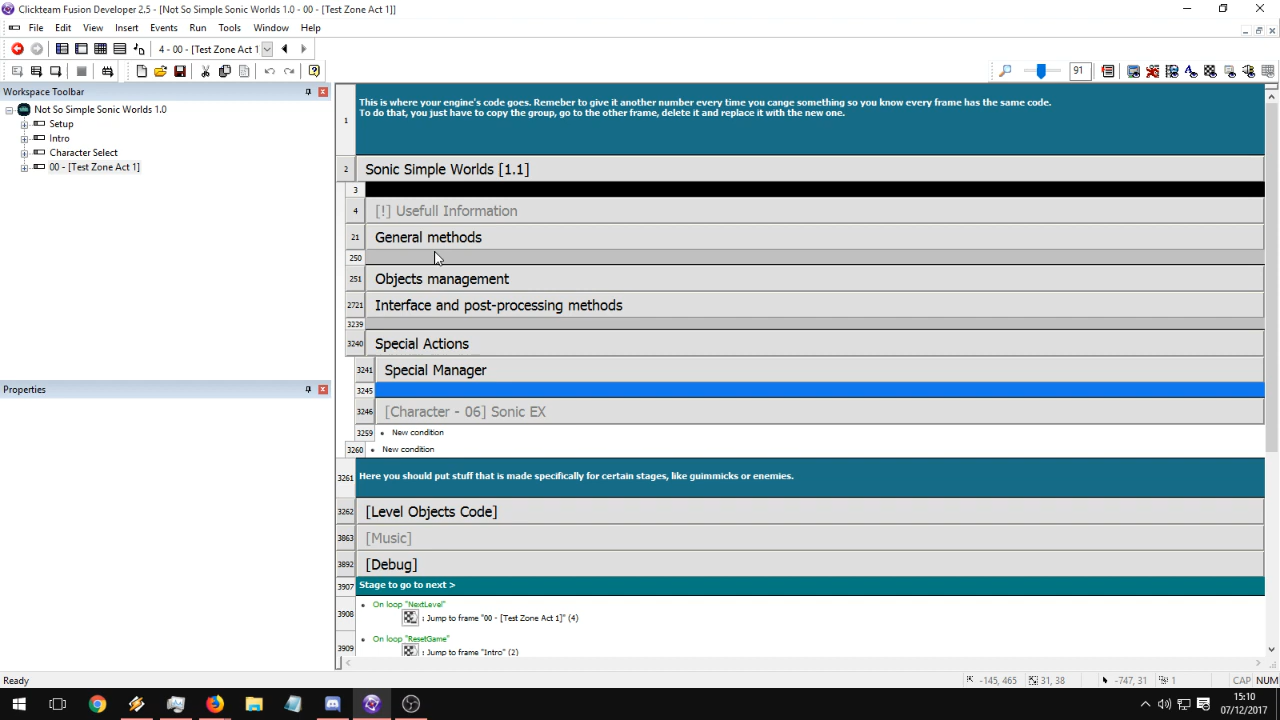 Clickteam Fusion Developer 2.5 - [Not So Simple Sonic Worlds 1.0 - 00 - [Test Zone Act 1]]
File Edit View Insert Events Run Tools Window Help
4 - 00 - [Test Zone Act 1
91
Workspace Toolbar
Not So Simple Sonic Worlds 1.0
Setup
Intro
Character Select
00 - [Test Zone Act 1]
Properties
1 This is where your engine's code goes. Remeber to give it another number every time you cange something so you know every frame has the same code.
To do that, you just have to copy the group, go to the other frame, delete it and replace it with the new one.
2 Sonic Simple Worlds [1.1]
3
4 [!] Usefull Information
21 General methods
250
251 Objects management
2721 Interface and post-processing methods
3239
3240 Special Actions
3241 Special Manager
3245
3246 [Character - 06] Sonic EX
3259 • New condition
3260 • New condition
3261 Here you should put stuff that is made specifically for certain stages, like guimmicks or enemies.
3262 [Level Objects Code]
3863 [Music]
3892 [Debug]
3907 Stage to go to next >
3908 • On loop "NextLevel"
: Jump to frame "00 - [Test Zone Act 1]" (4)
3909 • On loop "ResetGame"
: Jump to frame "Intro" (2)
Ready
-145, 465 31, 38 -747, 31 1 CAP NUM
15:10
07/12/2017